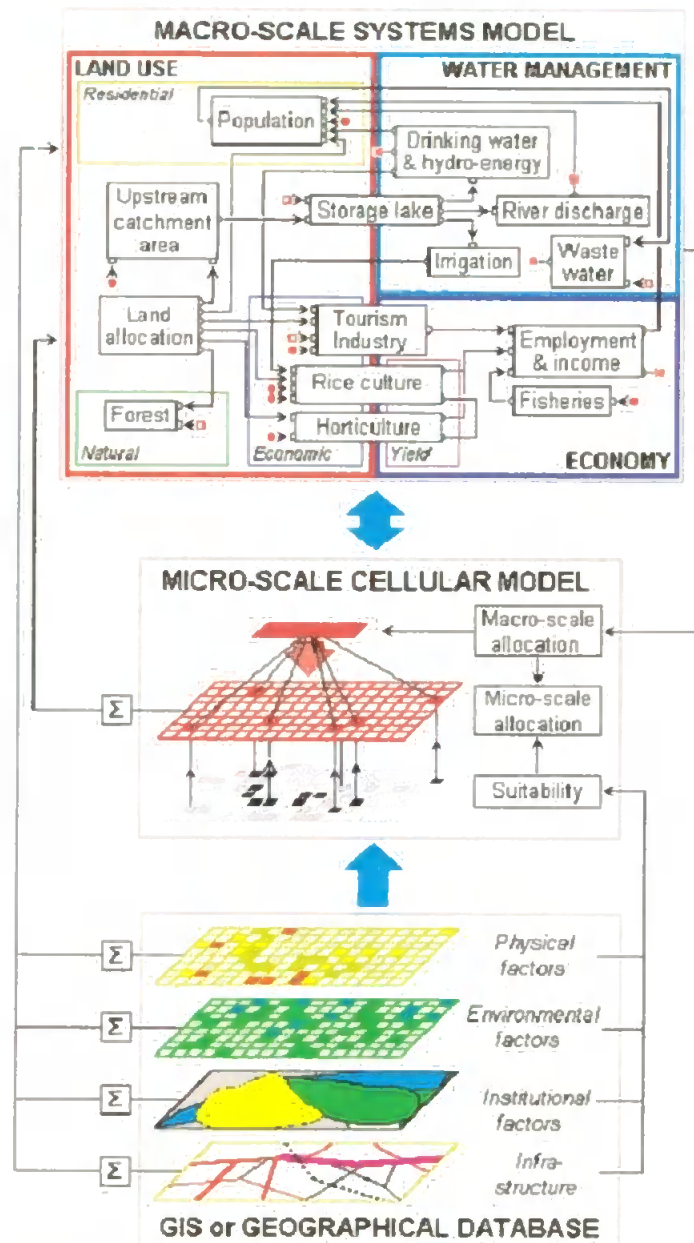 MACRO-SCALE SYSTEMS MODEL
LAND USE
WATER MANAGEMENT
Residential
Population
Drinking water
& hydro-energy
Upstream
catchment
area
Storage lake
River discharge
Irrigation
Waste
water
Land
allocation
Tourism
Industry
Employment
& income
Rice culture
Fisheries
Forest
Horticulture
Natural
Economic
Yield
ECONOMY
MICRO-SCALE CELLULAR MODEL
Macro-scale
allocation
Σ
Micro-scale
allocation
Suitability
Σ
Physical
factors
Σ
Environmental
factors
Σ
Institutional
factors
Σ
Infra-
structure
GIS or GEOGRAPHICAL DATABASE